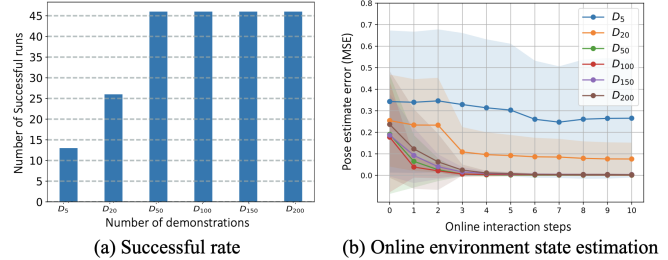 Number of Successful runs
45
40
35
30
25
20
15
10
5
0
D5 D20 D50 D100 D150 D200
Number of demonstrations
(a) Successful rate
Pose estimate error (MSE)
0.8
0.7
0.6
0.5
0.4
0.3
0.2
0.1
0.0
D5
D20
D50
D100
D150
D200
0 1 2 3 4 5 6 7 8 9 10
Online interaction steps
(b) Online environment state estimation